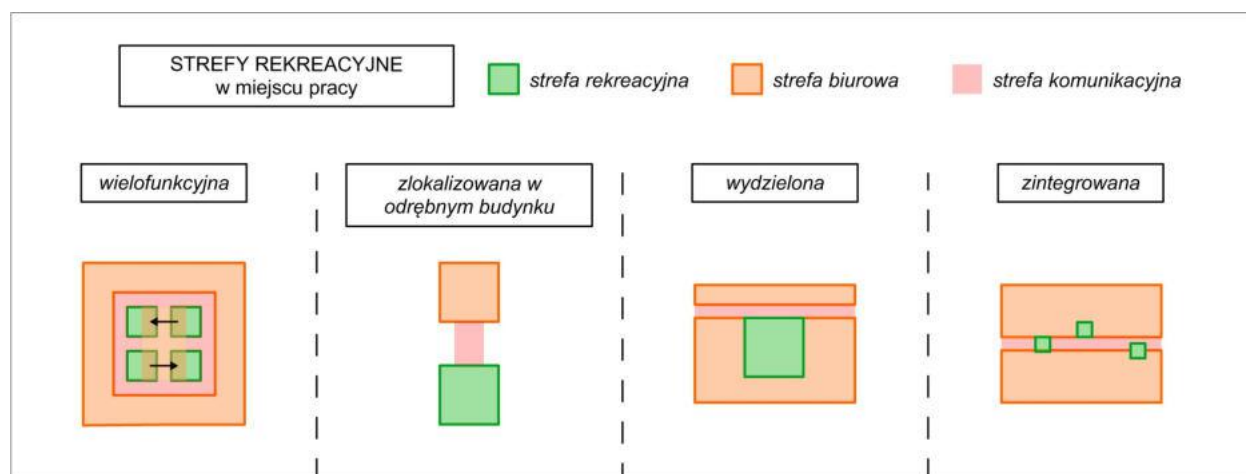 STREFY REKREACYJNE
w miejscu pracy
strefa rekreacyjna
strefa biurowa
strefa komunikacyjna
wielofunkcyjna
zlokalizowana w
odrębnym budynku
wydzielona
zintegrowana